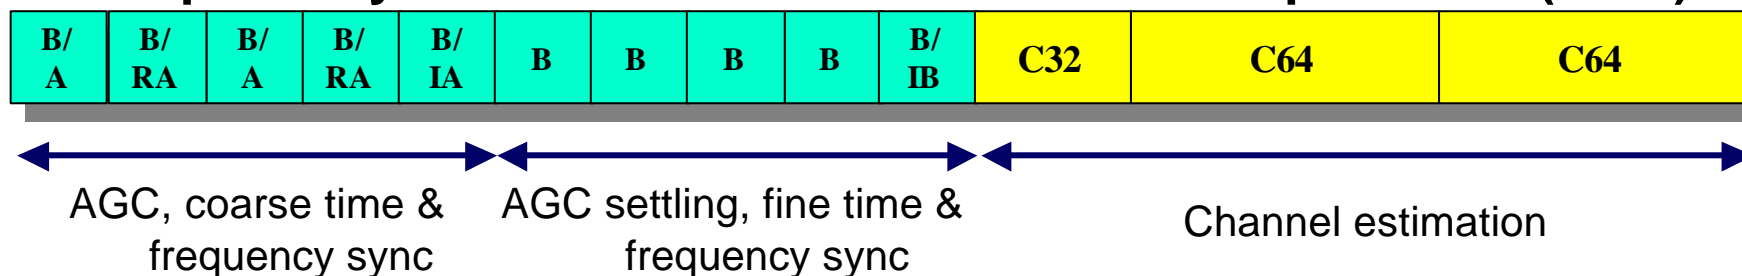 B/ B/ B/ B/ B/ B B B B B/ C32 C64 C64
A RA A RA IA IB
AGC, coarse time & AGC settling, fine time & Channel estimation
frequency sync frequency sync